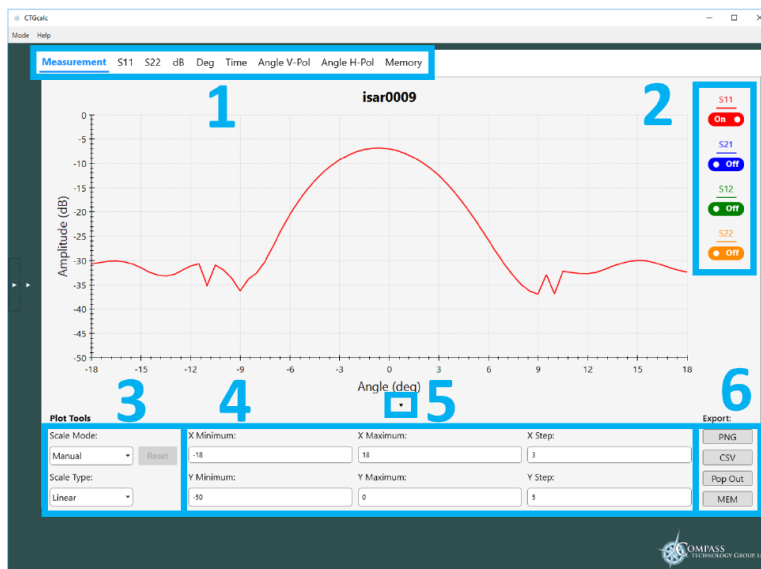 CTGcalc
Mode Help
Measurement S11 S22 dB Deg Time Angle V-Pol Angle H-Pol Memory
1
isar0009
2
S11
On
S21
Off
S12
Off
S22
Off
Amplitude (dB)
0
-5
-10
-15
-20
-25
-30
-35
-40
-45
-50
-18 -15 -12 -9 -6 -3 0 3 6 9 12 15 18
Angle (deg)
3
4
5
6
Plot Tools
Export:
Scale Mode:
Manual
Reset
Scale Type:
Linear
X Minimum: X Maximum: X Step:
-18 18 3
Y Minimum: Y Maximum: Y Step:
-50 0 5
PNG
CSV
Pop Out
MEM
COMPASS
TECHNOLOGY GROUP,